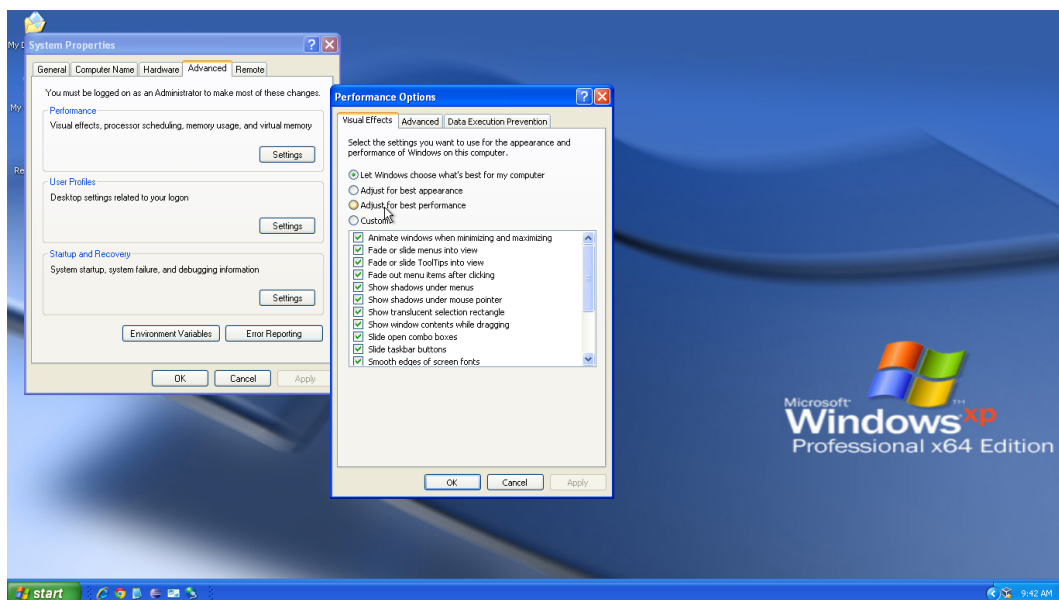 My D
System Properties
General Computer Name Hardware Advanced Remote
You must be logged on as an Administrator to make most of these changes.
Performance
Visual effects, processor scheduling, memory usage, and virtual memory
Settings
User Profiles
Desktop settings related to your logon
Settings
Startup and Recovery
System startup, system failure, and debugging information
Settings
Environment Variables Error Reporting
OK Cancel Apply
My
Re
Performance Options
Visual Effects Advanced Data Execution Prevention
Select the settings you want to use for the appearance and
performance of Windows on this computer.
Let Windows choose what's best for my computer
Adjust for best appearance
Adjust for best performance
Custom:
Animate windows when minimizing and maximizing
Fade or slide menus into view
Fade or slide ToolTips into view
Fade out menu items after clicking
Show shadows under menus
Show shadows under mouse pointer
Show translucent selection rectangle
Show window contents while dragging
Slide open combo boxes
Slide taskbar buttons
Smooth edges of screen fonts
OK Cancel Apply
Microsoft
Windows xp
Professional x64 Edition
start
9:42 AM